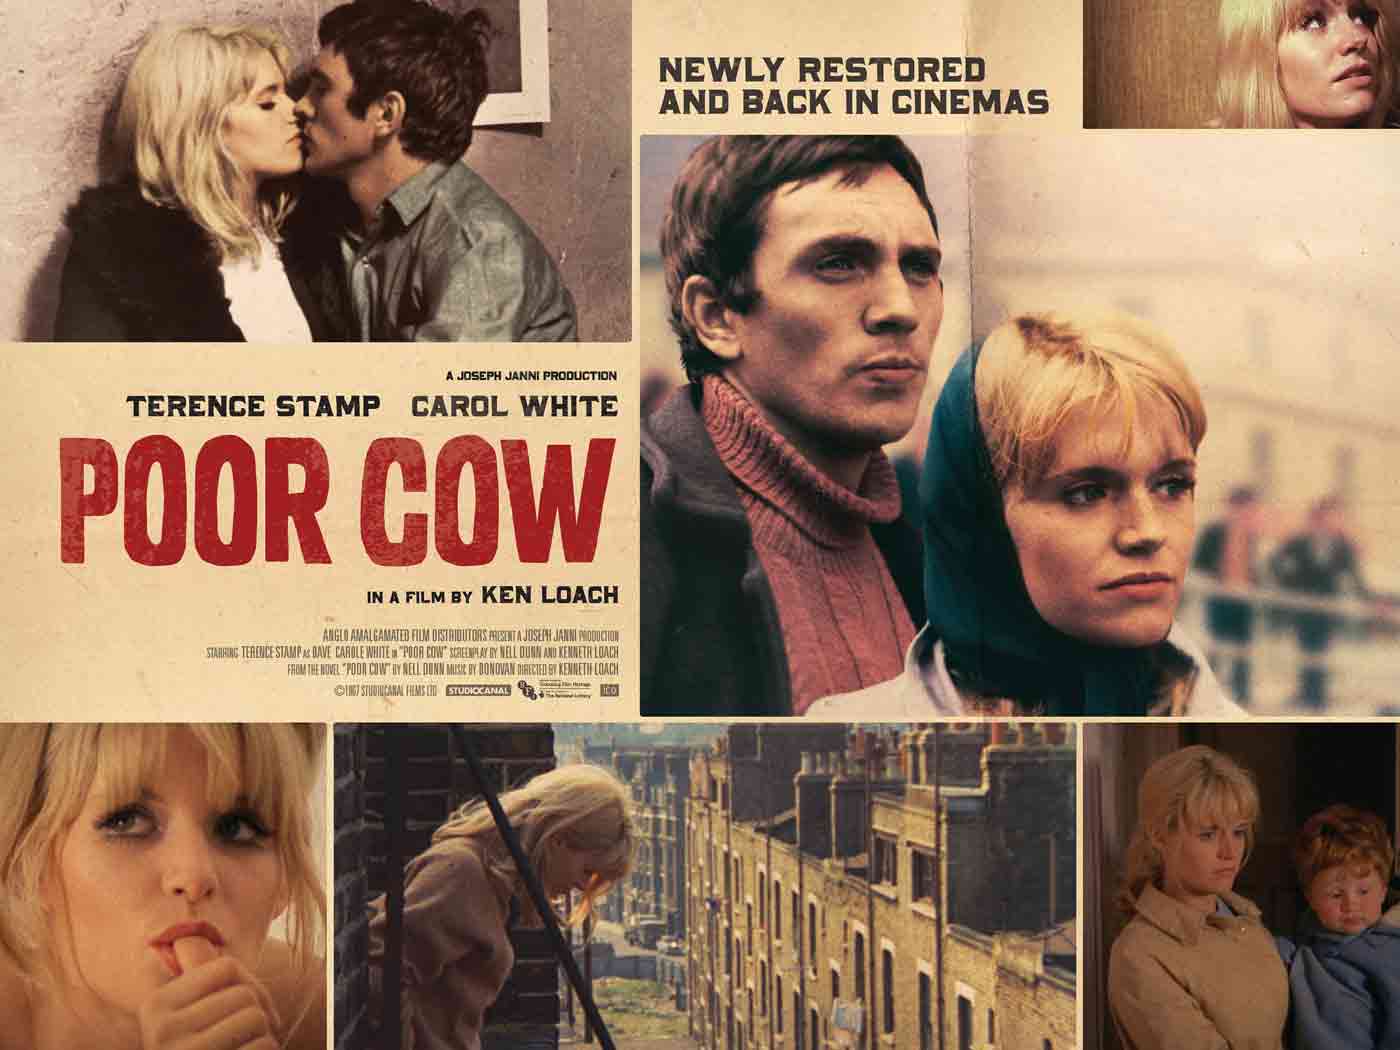 NEWLY RESTORED
AND BACK IN CINEMAS
A JOSEPH JANNI PRODUCTION
TERENCE STAMP CAROL WHITE
POOR COW
IN A FILM BY KEN LOACH
ANGLO AMALGAMATED FILM DISTRIBUTORS PRESENT A JOSEPH JANNI PRODUCTION
STARRING TERENCE STAMP AS DAVE CAROLE WHITE IN "POOR COW" SCREENPLAY BY NELL DUNN AND KENNETH LOACH
FROM THE NOVEL "POOR COW" BY NELL DUNN MUSIC BY DONOVAN DIRECTED BY KENNETH LOACH
©1967 STUDIOCANAL FILMS LTD STUDIOCANAL BFI ICO